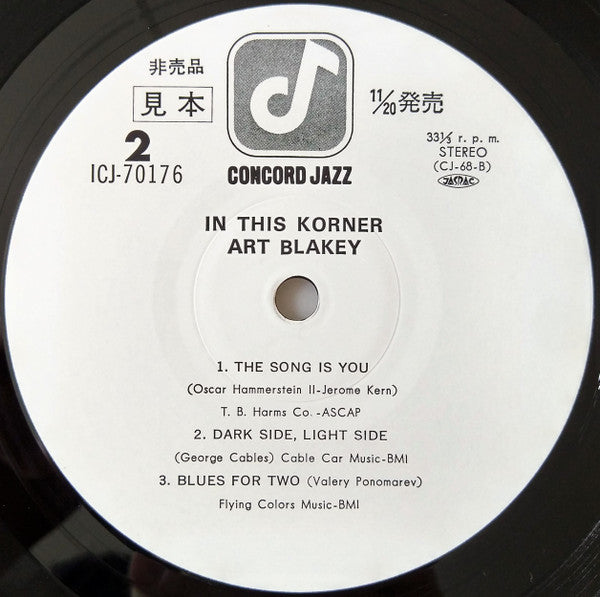 非売品
見本
2
ICJ-70176
CONCORD JAZZ
11/20 発売
33⅓ r. p. m.
STEREO
(CJ-68-B)
JASRAC
IN THIS KORNER
ART BLAKEY
1. THE SONG IS YOU
(Oscar Hammerstein II-Jerome Kern)
T. B. Harms Co. -ASCAP
2. DARK SIDE, LIGHT SIDE
(George Cables) Cable Car Music-BMI
3. BLUES FOR TWO (Valery Ponomarev)
Flying Colors Music-BMI